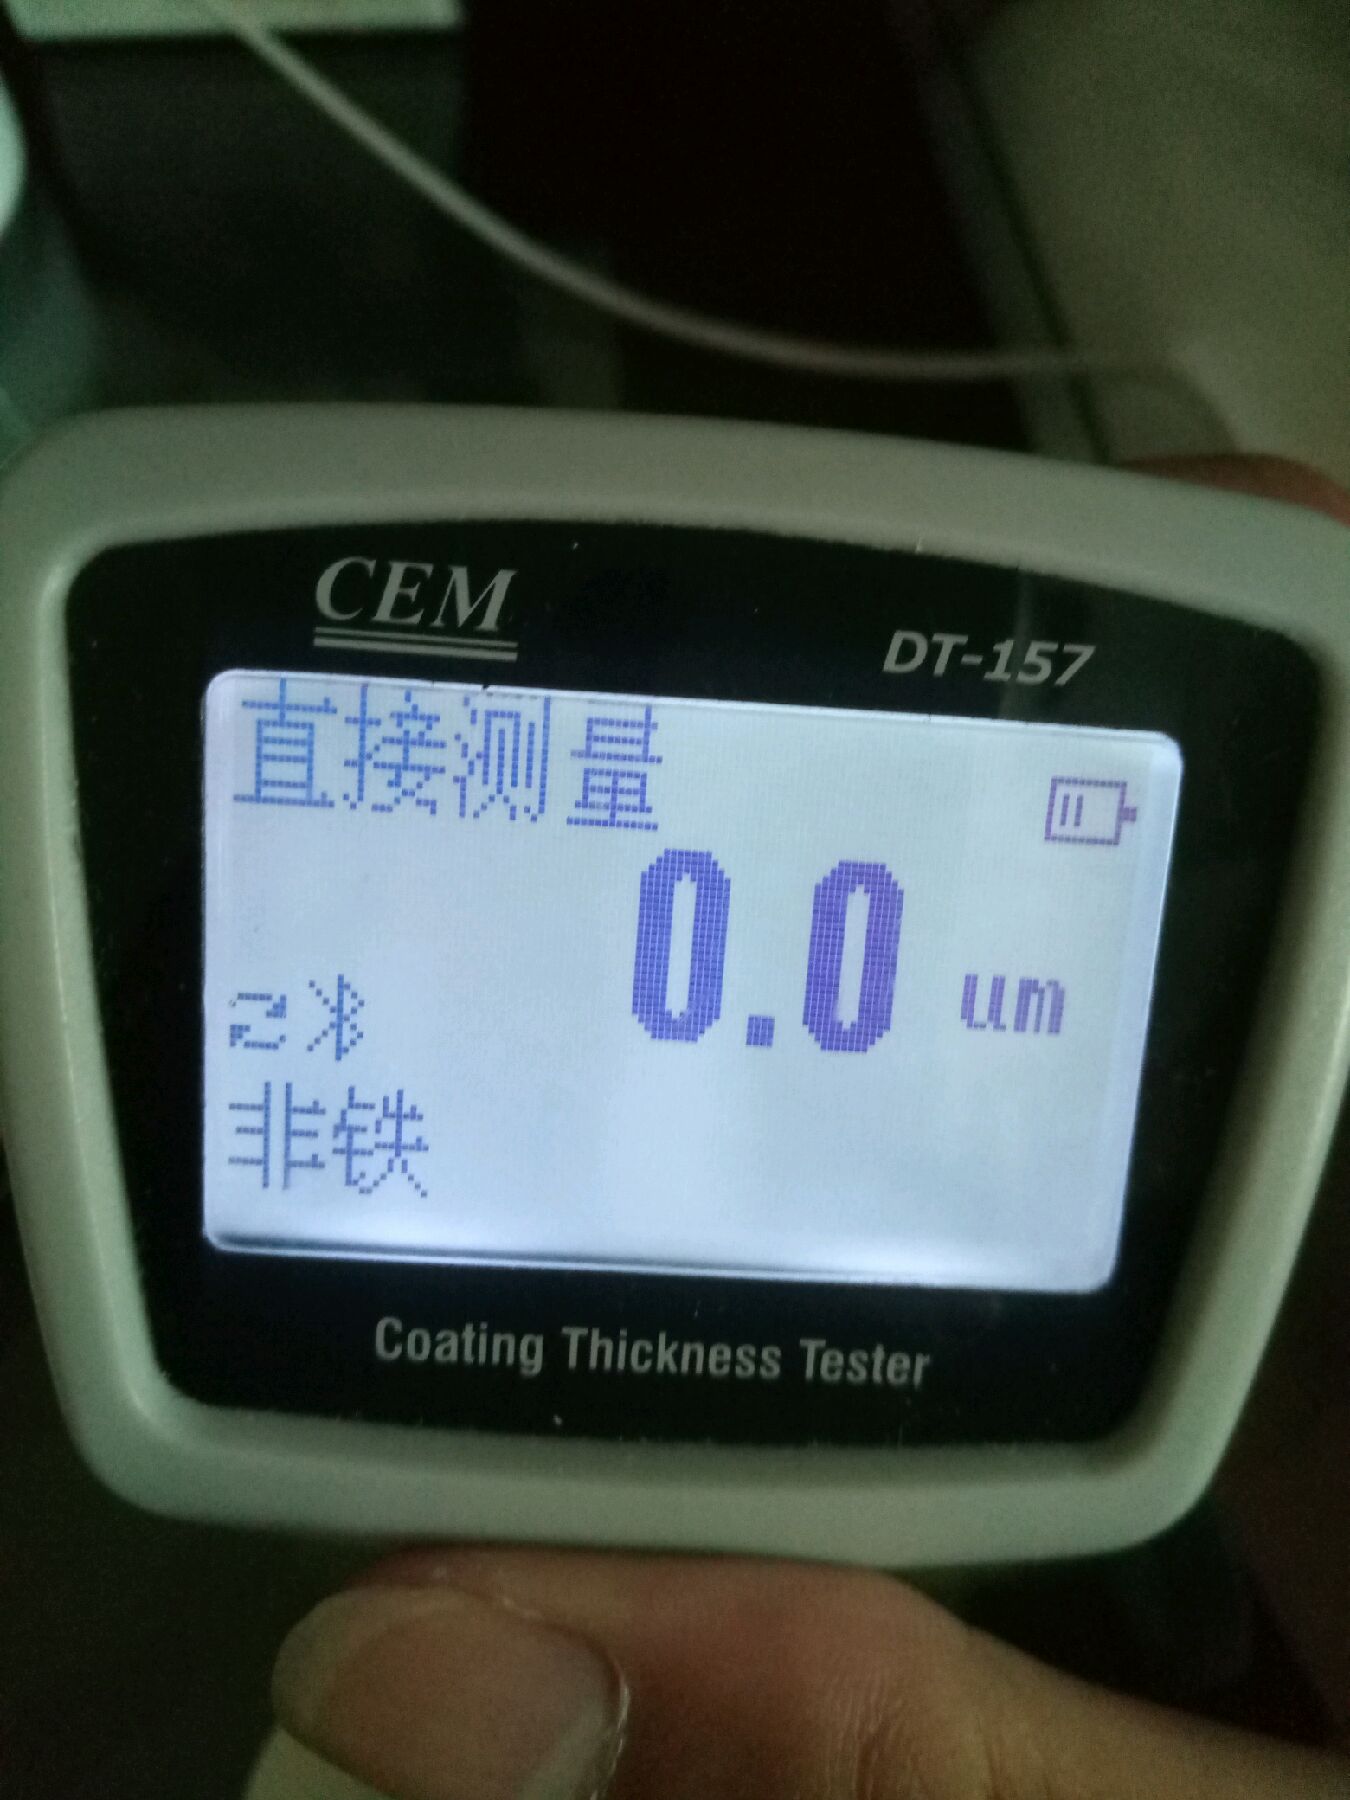 CEM
DT-157
直接测量
0.0 um
非铁
Coating Thickness Tester